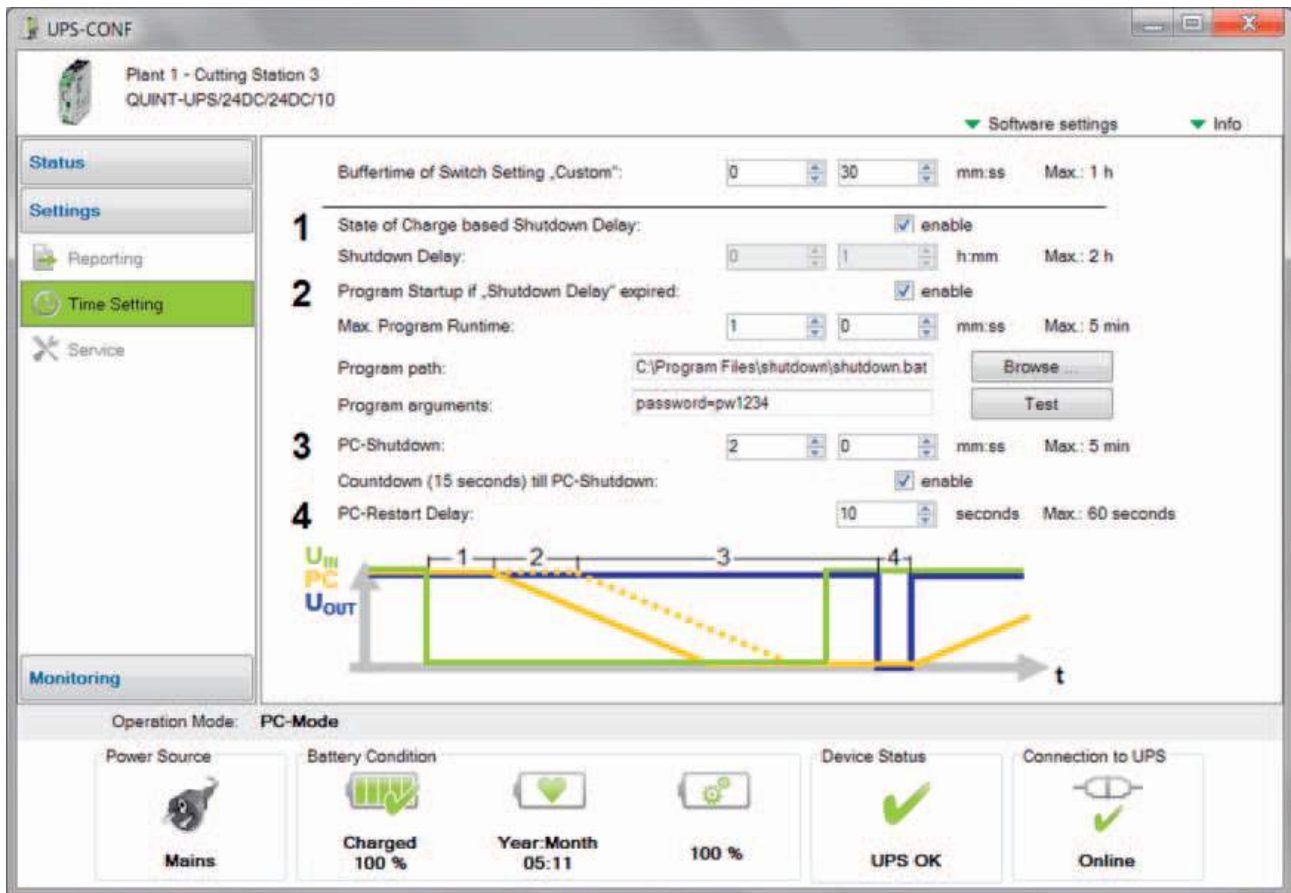 UPS-CONF
Plant 1 - Cutting Station 3
QUINT-UPS/24DC/24DC/10
Software settings Info
Status
Settings
Reporting
Time Setting
Service
Monitoring
Buffertime of Switch Setting „Custom": 0 30 mm:ss Max.: 1 h
1 State of Charge based Shutdown Delay: enable
Shutdown Delay: 0 1 h:mm Max.: 2 h
2 Program Startup if „Shutdown Delay" expired: enable
Max. Program Runtime: 1 0 mm:ss Max.: 5 min
Program path: C:\Program Files\shutdown\shutdown.bat Browse ...
Program arguments: password=pw1234 Test
3 PC-Shutdown: 2 0 mm:ss Max.: 5 min
Countdown (15 seconds) till PC-Shutdown: enable
4 PC-Restart Delay: 10 seconds Max.: 60 seconds
UIN
PC
UOUT
1 2 3 4
t
Operation Mode: PC-Mode
Power Source
Mains
Battery Condition
Charged
100 %
Year:Month
05:11
100 %
Device Status
UPS OK
Connection to UPS
Online